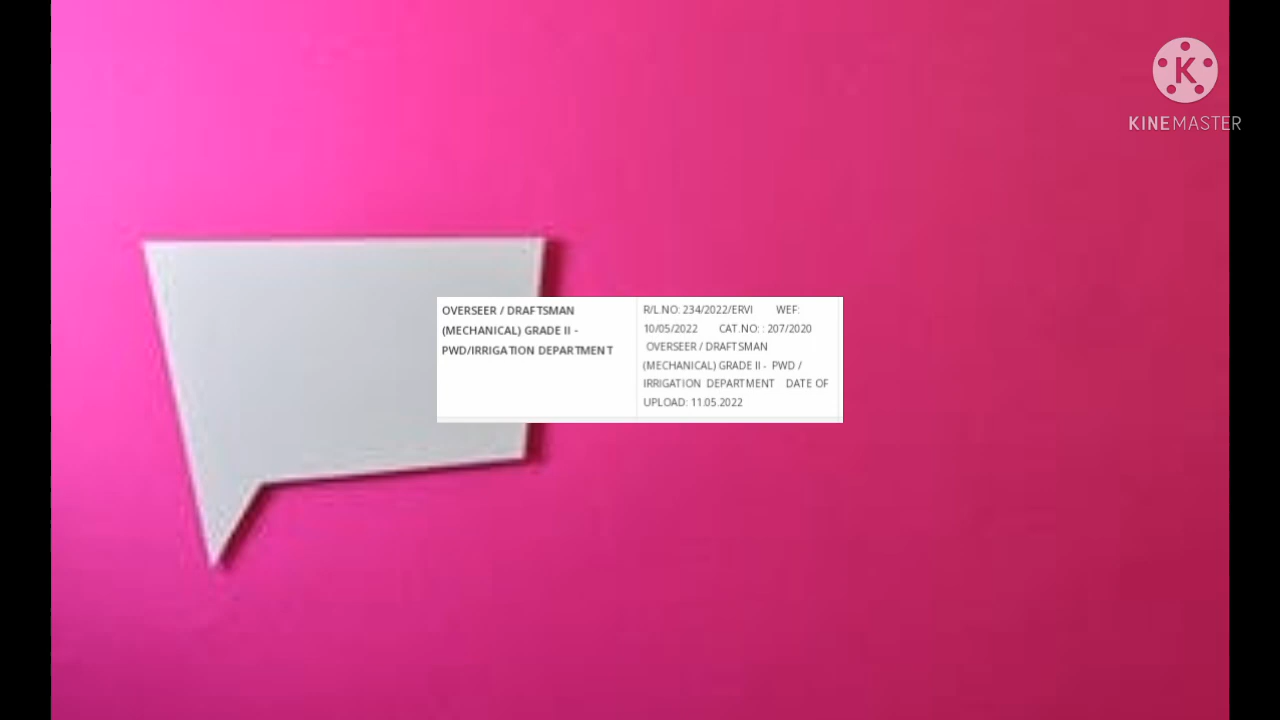 K
KINEMASTER
OVERSEER / DRAFTSMAN
(MECHANICAL) GRADE II -
PWD/IRRIGATION DEPARTMENT
R/L.NO: 234/2022/ERVI WEF:
10/05/2022 CAT.NO: : 207/2020
OVERSEER / DRAFTSMAN
(MECHANICAL) GRADE II - PWD /
IRRIGATION DEPARTMENT DATE OF
UPLOAD: 11.05.2022